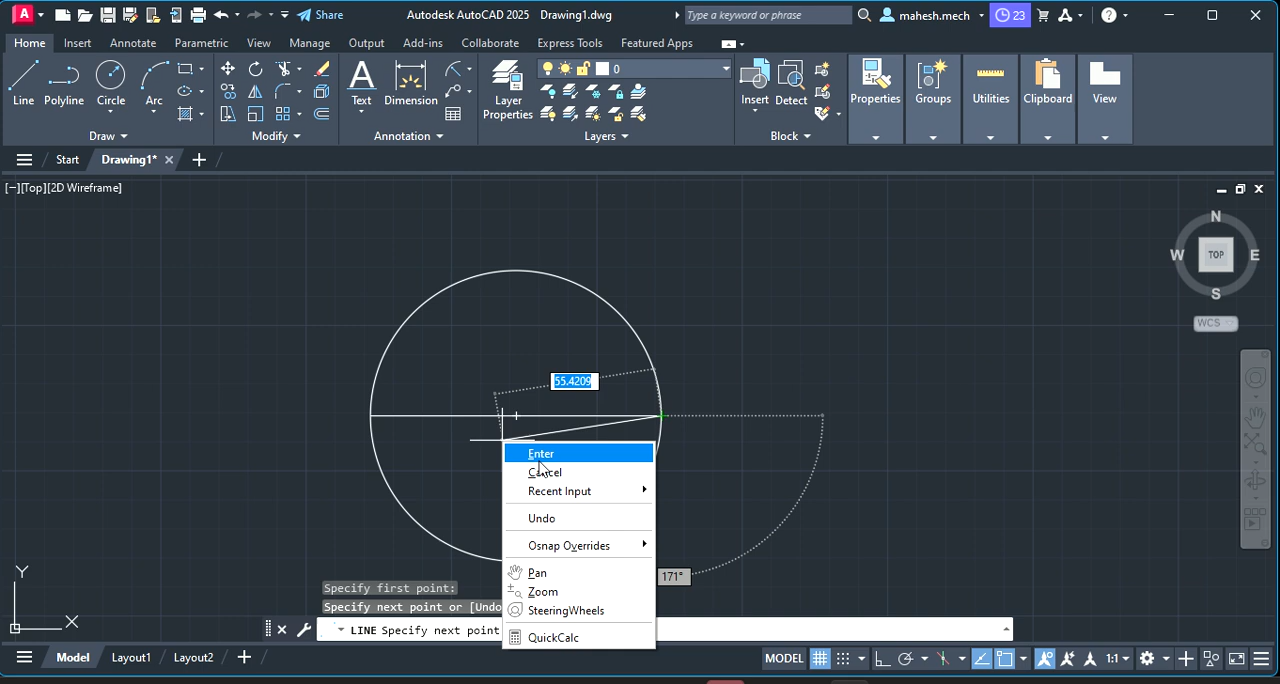 A Share Autodesk AutoCAD 2025 Drawing1.dwg Type a keyword or phrase mahesh.mech 23
Home Insert Annotate Parametric View Manage Output Add-ins Collaborate Express Tools Featured Apps
0
Line Polyline Circle Arc A Text Dimension Layer Properties Insert Detect Properties Groups Utilities Clipboard View
Draw Modify Annotation Layers Block
Start Drawing1* × +
[−][Top][2D Wireframe]
N
W TOP E
S
WCS
55.4209
Enter
Cancel
Recent Input
Undo
Osnap Overrides
Pan
Zoom
SteeringWheels
QuickCalc
171°
Y
X
Specify first point:
Specify next point or [Undo
LINE Specify next point
Model Layout1 Layout2 + MODEL 1:1